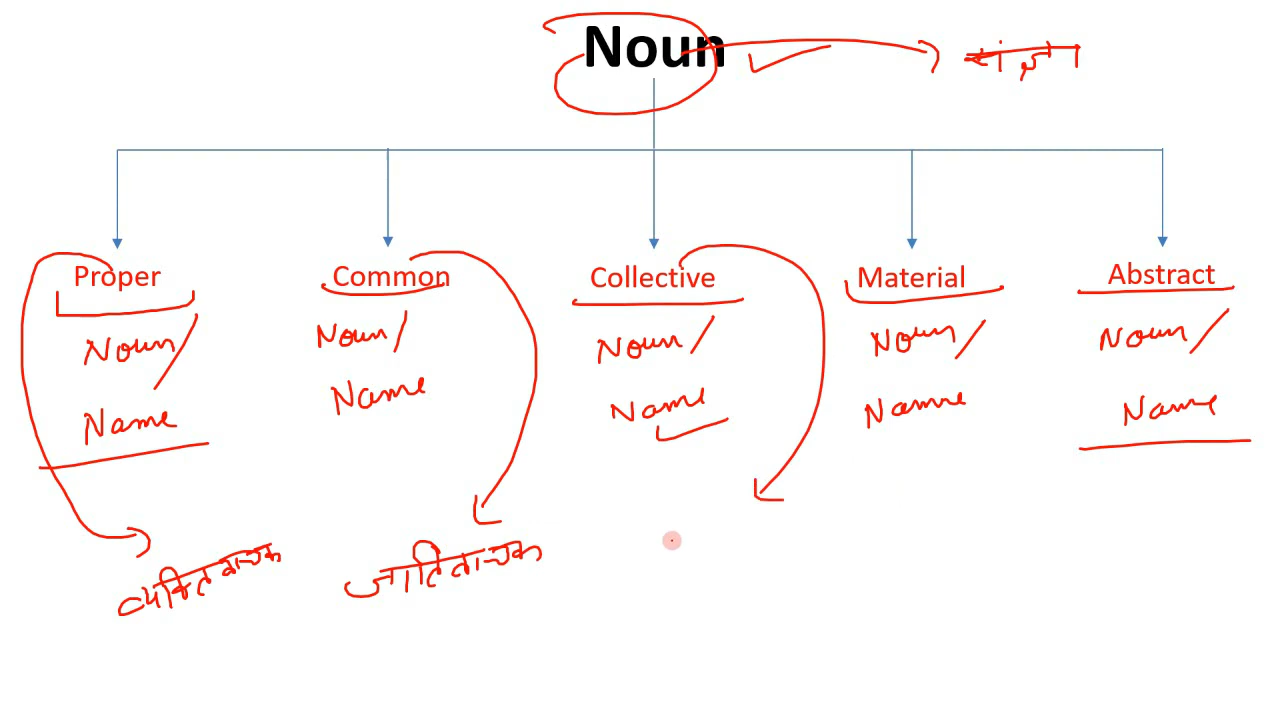 Noun
संज्ञा
Proper Common Collective Material Abstract
Noun/ Noun/ Noun/ Noun/ Noun/
Name Name Name Name Name
व्यक्तिवाचक जातिवाचक